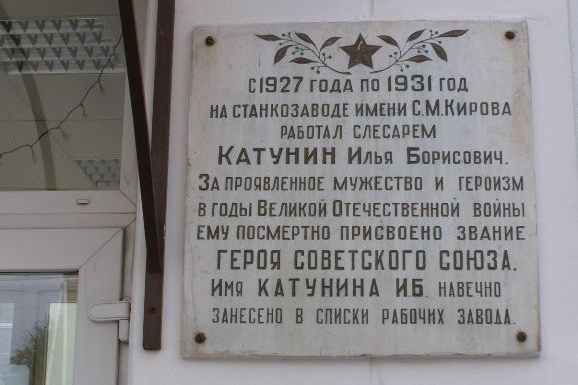 С 1927 ГОДА ПО 1931 ГОД
НА СТАНКОЗАВОДЕ ИМЕНИ С.М.КИРОВА
РАБОТАЛ СЛЕСАРЕМ
КАТУНИН ИЛЬЯ БОРИСОВИЧ.
ЗА ПРОЯВЛЕННОЕ МУЖЕСТВО И ГЕРОИЗМ
В ГОДЫ ВЕЛИКОЙ ОТЕЧЕСТВЕННОЙ ВОЙНЫ
ЕМУ ПОСМЕРТНО ПРИСВОЕНО ЗВАНИЕ
ГЕРОЯ СОВЕТСКОГО СОЮЗА.
ИМЯ КАТУНИНА И.Б. НАВЕЧНО
ЗАНЕСЕНО В СПИСКИ РАБОЧИХ ЗАВОДА.